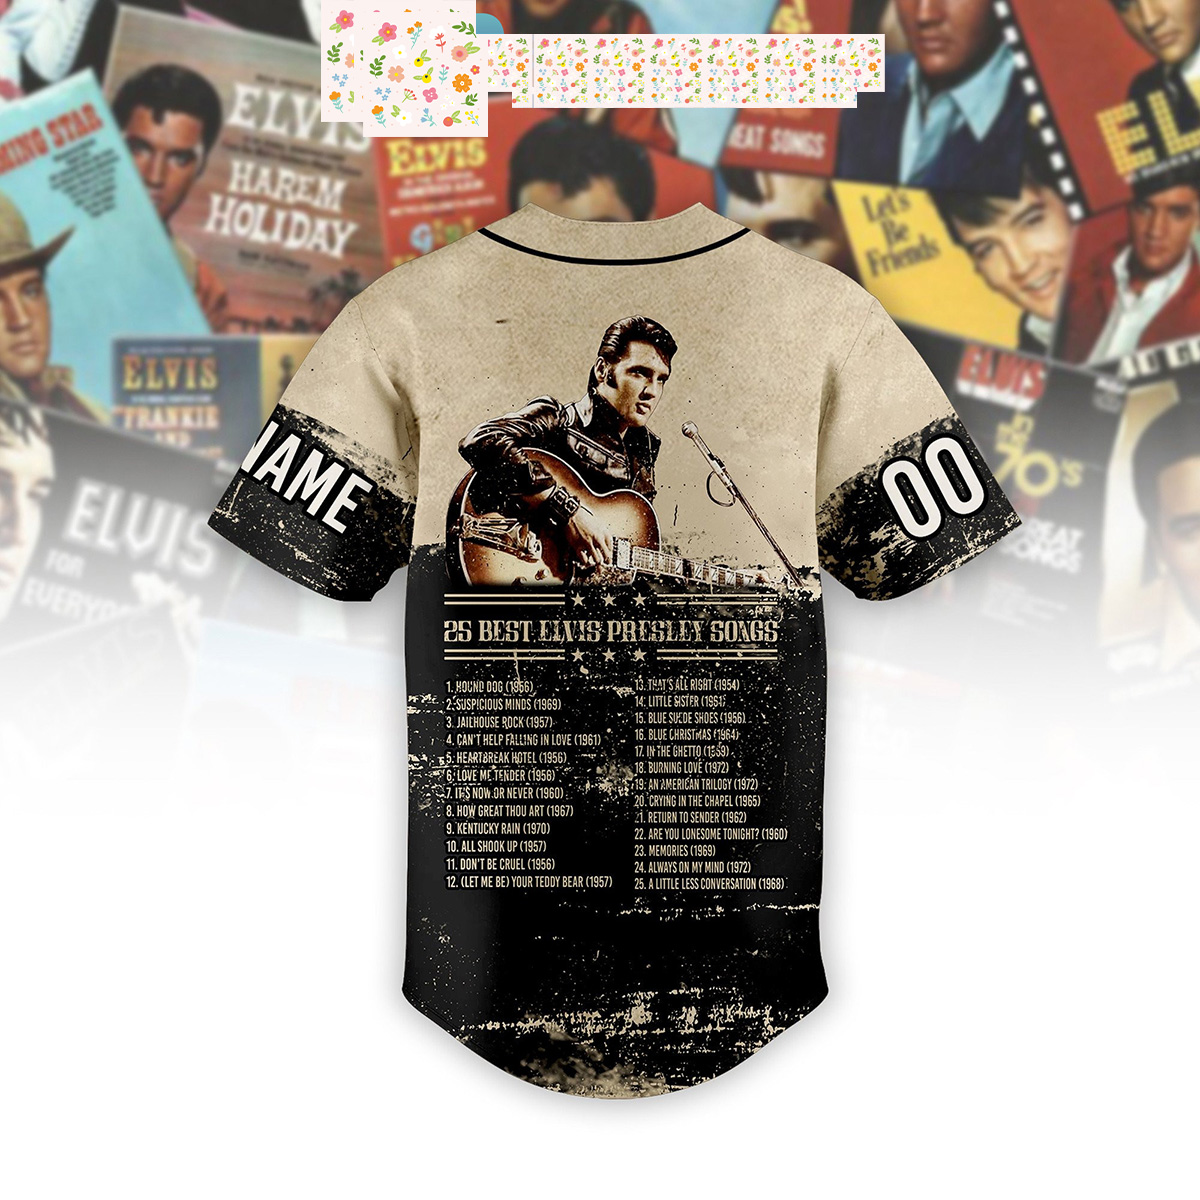 MING STAR
ELVIS
HAREM
HOLIDAY
ELVIS
EAT SONGS
Let's
Be
Friends
ELVIS
FRANKIE
AND
ELVIS
in
the
70's
ELVIS
FOR
GREAT
SONGS
NAME
00
25 BEST ELVIS PRESLEY SONGS
1. HOUND DOG (1956)
2. SUSPICIOUS MINDS (1969)
3. JAILHOUSE ROCK (1957)
4. CAN'T HELP FALLING IN LOVE (1961)
5. HEARTBREAK HOTEL (1956)
6. LOVE ME TENDER (1956)
7. IT'S NOW OR NEVER (1960)
8. HOW GREAT THOU ART (1967)
9. KENTUCKY RAIN (1970)
10. ALL SHOOK UP (1957)
11. DON'T BE CRUEL (1956)
12. (LET ME BE) YOUR TEDDY BEAR (1957)
13. THAT'S ALL RIGHT (1954)
14. LITTLE SISTER (1961)
15. BLUE SUEDE SHOES (1956)
16. BLUE CHRISTMAS (1964)
17. IN THE GHETTO (1969)
18. BURNING LOVE (1972)
19. AN AMERICAN TRILOGY (1972)
20. CRYING IN THE CHAPEL (1965)
21. RETURN TO SENDER (1962)
22. ARE YOU LONESOME TONIGHT? (1960)
23. MEMORIES (1969)
24. ALWAYS ON MY MIND (1972)
25. A LITTLE LESS CONVERSATION (1968)